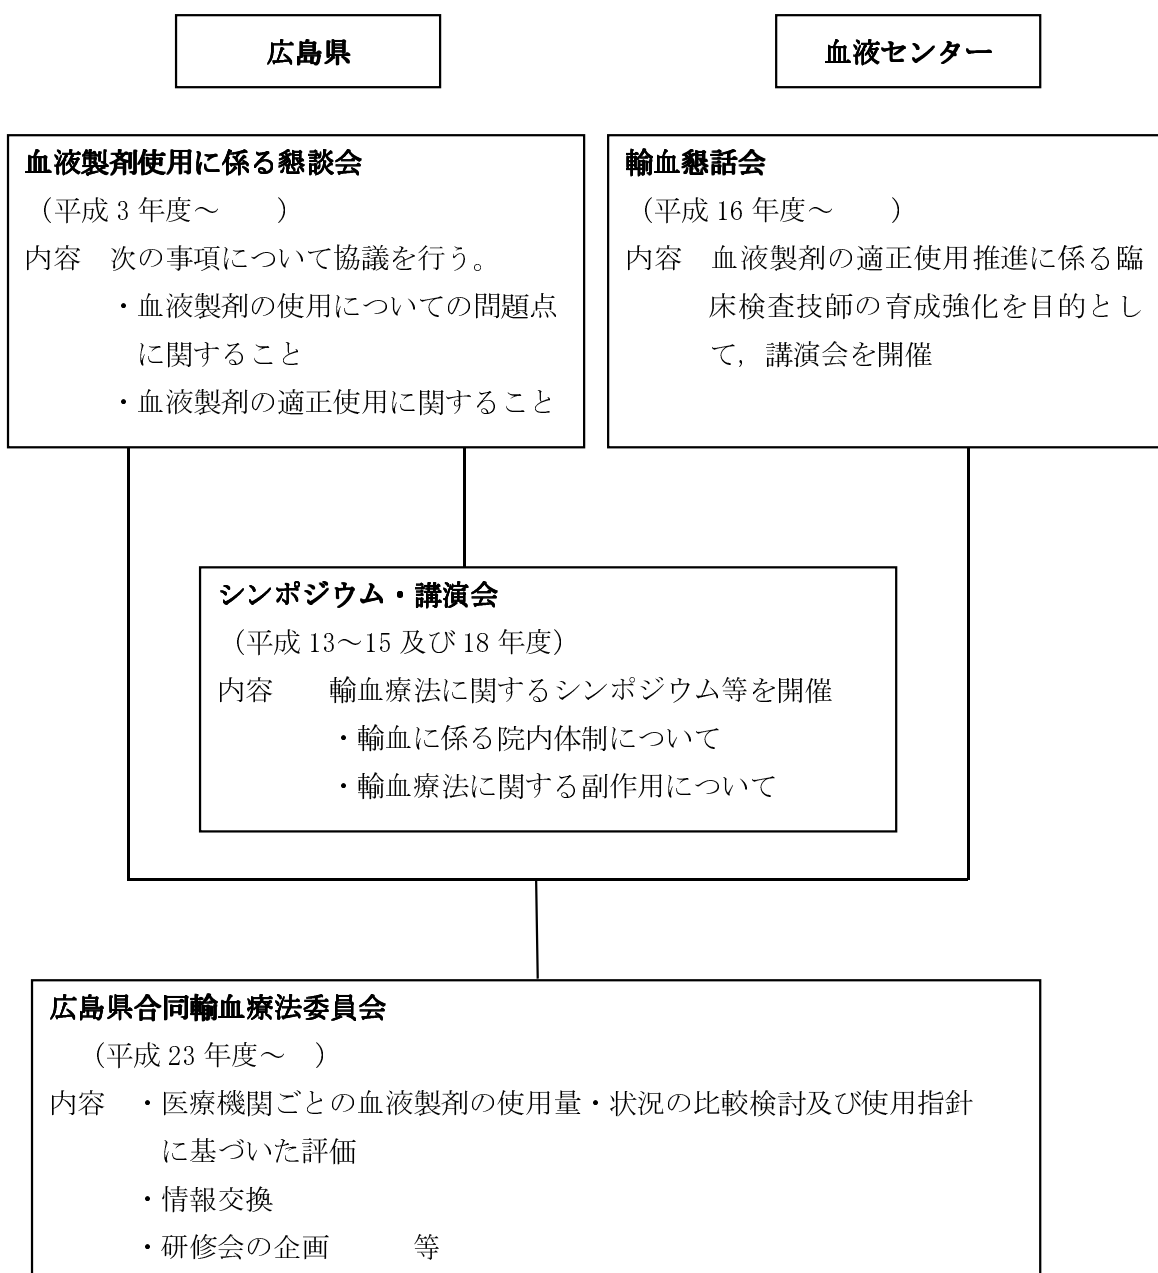 広島県
血液センター
血液製剤使用に係る懇談会
（平成 3 年度～　　）
内容　次の事項について協議を行う。
・血液製剤の使用についての問題点
に関すること
・血液製剤の適正使用に関すること
輸血懇話会
（平成 16 年度～　　）
内容　血液製剤の適正使用推進に係る臨
床検査技師の育成強化を目的とし
て，講演会を開催
シンポジウム・講演会
（平成 13～15 及び 18 年度）
内容　　輸血療法に関するシンポジウム等を開催
・輸血に係る院内体制について
・輸血療法に関する副作用について
広島県合同輸血療法委員会
（平成 23 年度～　）
内容　・医療機関ごとの血液製剤の使用量・状況の比較検討及び使用指針
に基づいた評価
・情報交換
・研修会の企画　　　等